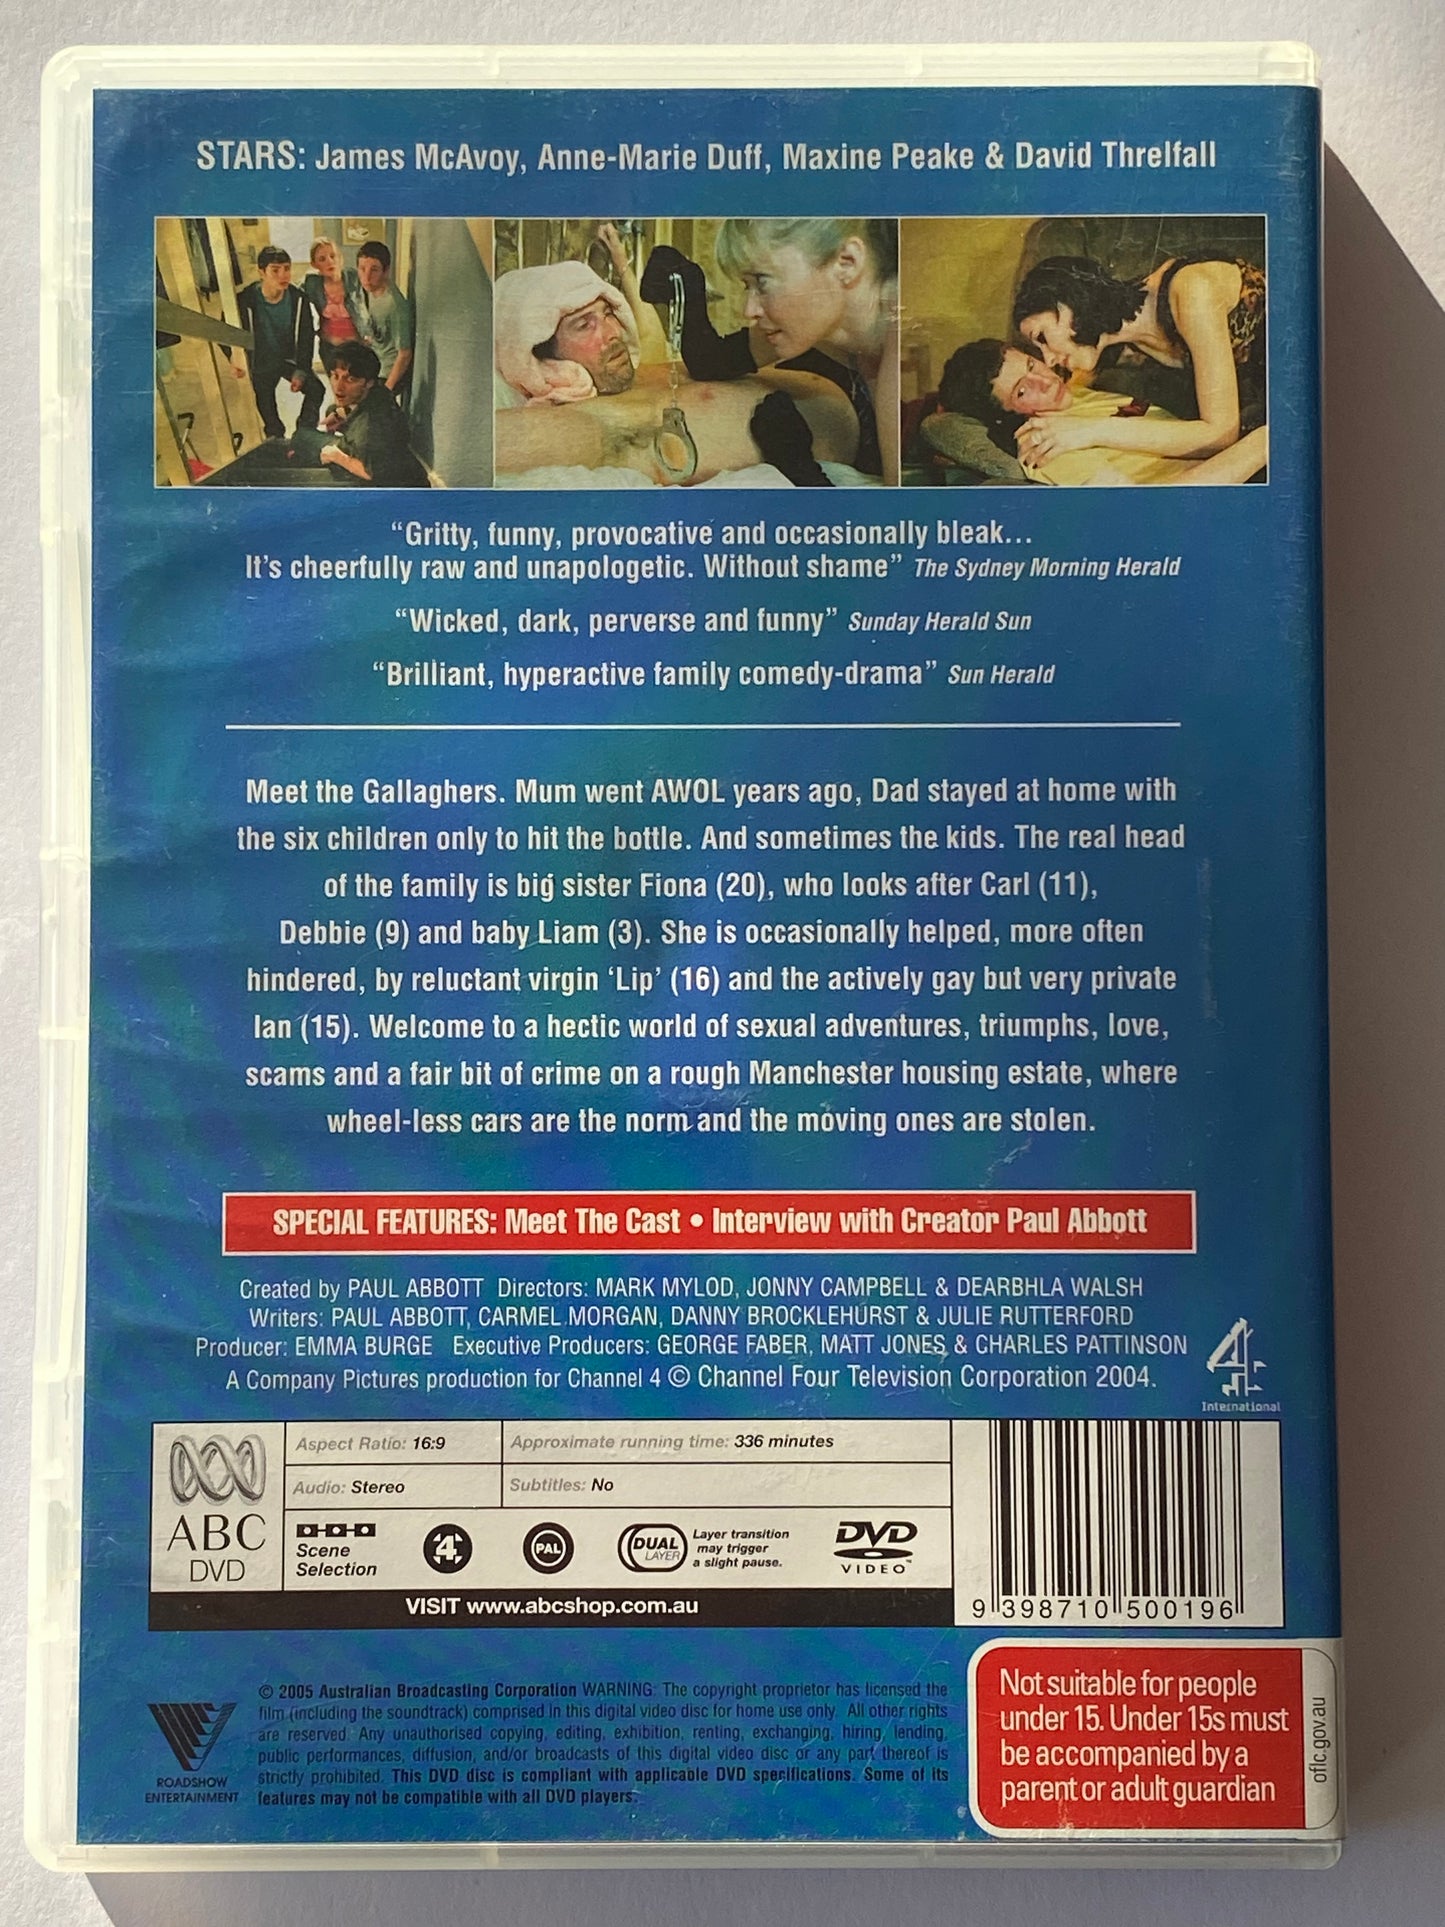 STARS: James McAvoy, Anne-Marie Duff, Maxine Peake & David Threlfall
“Gritty, funny, provocative and occasionally bleak...
It’s cheerfully raw and unapologetic. Without shame” The Sydney Morning Herald
“Wicked, dark, perverse and funny” Sunday Herald Sun
“Brilliant, hyperactive family comedy-drama” Sun Herald
Meet the Gallaghers. Mum went AWOL years ago, Dad stayed at home with
the six children only to hit the bottle. And sometimes the kids. The real head
of the family is big sister Fiona (20), who looks after Carl (11),
Debbie (9) and baby Liam (3). She is occasionally helped, more often
hindered, by reluctant virgin ‘Lip’ (16) and the actively gay but very private
Ian (15). Welcome to a hectic world of sexual adventures, triumphs, love,
scams and a fair bit of crime on a rough Manchester housing estate, where
wheel-less cars are the norm and the moving ones are stolen.
SPECIAL FEATURES: Meet The Cast • Interview with Creator Paul Abbott
Created by PAUL ABBOTT Directors: MARK MYLOD, JONNY CAMPBELL & DEARBHLA WALSH
Writers: PAUL ABBOTT, CARMEL MORGAN, DANNY BROCKLEHURST & JULIE RUTTERFORD
Producer: EMMA BURGE Executive Producers: GEORGE FABER, MATT JONES & CHARLES PATTINSON
A Company Pictures production for Channel 4 © Channel Four Television Corporation 2004.
4
International
ABC
DVD
Aspect Ratio: 16:9
Approximate running time: 336 minutes
Audio: Stereo
Subtitles: No
Scene
Selection
4
PAL
DUAL
LAYER
Layer transition
may trigger
a slight pause.
DVD
VIDEO™
VISIT www.abcshop.com.au
9 398710 500196
ROADSHOW
ENTERTAINMENT
© 2005 Australian Broadcasting Corporation WARNING: The copyright proprietor has licensed the
film (including the soundtrack) comprised in this digital video disc for home use only. All other rights
are reserved. Any unauthorised copying, editing, exhibition, renting, exchanging, hiring, lending,
public performances, diffusion, and/or broadcasts of this digital video disc or any part thereof is
strictly prohibited. This DVD disc is compliant with applicable DVD specifications. Some of its
features may not be compatible with all DVD players.
Not suitable for people
under 15. Under 15s must
be accompanied by a
parent or adult guardian
oflc.gov.au